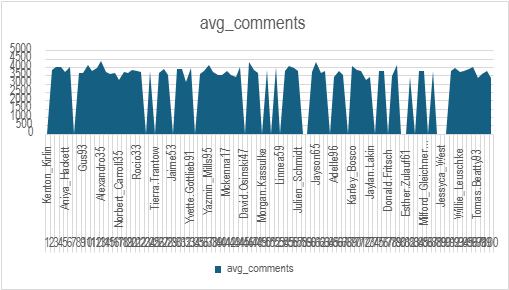 avg_comments
5000
4500
4000
3500
3000
2500
2000
1500
1000
500
0
Kenton_Kirlin
Aniya_Hackett
Gus93
Alexandro35
Norbert_Carroll35
Rocio33
Tierra.Trantow
Jaime53
Yvette.Gottlieb91
Yazmin_Mills95
Mckenna17
David.Osinski47
Morgan.Kassulke
Linnea59
Julien_Schmidt
Jayson65
Adelle96
Karley_Bosco
Jaylan.Lakin
Donald.Fritsch
Esther.Zulauf61
Milford_Gleichner…
Jessyca_West
Willie_Leuschke
Tomas.Beatty93
avg_comments